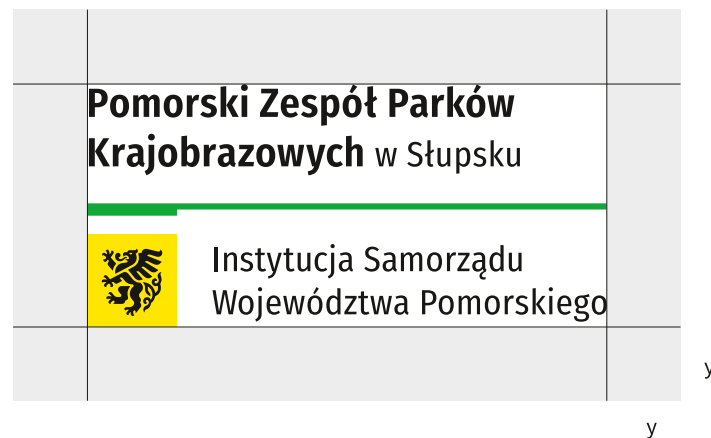 Pomorski Zespół Parków
Krajobrazowych w Słupsku
Instytucja Samorządu
Województwa Pomorskiego
y
y